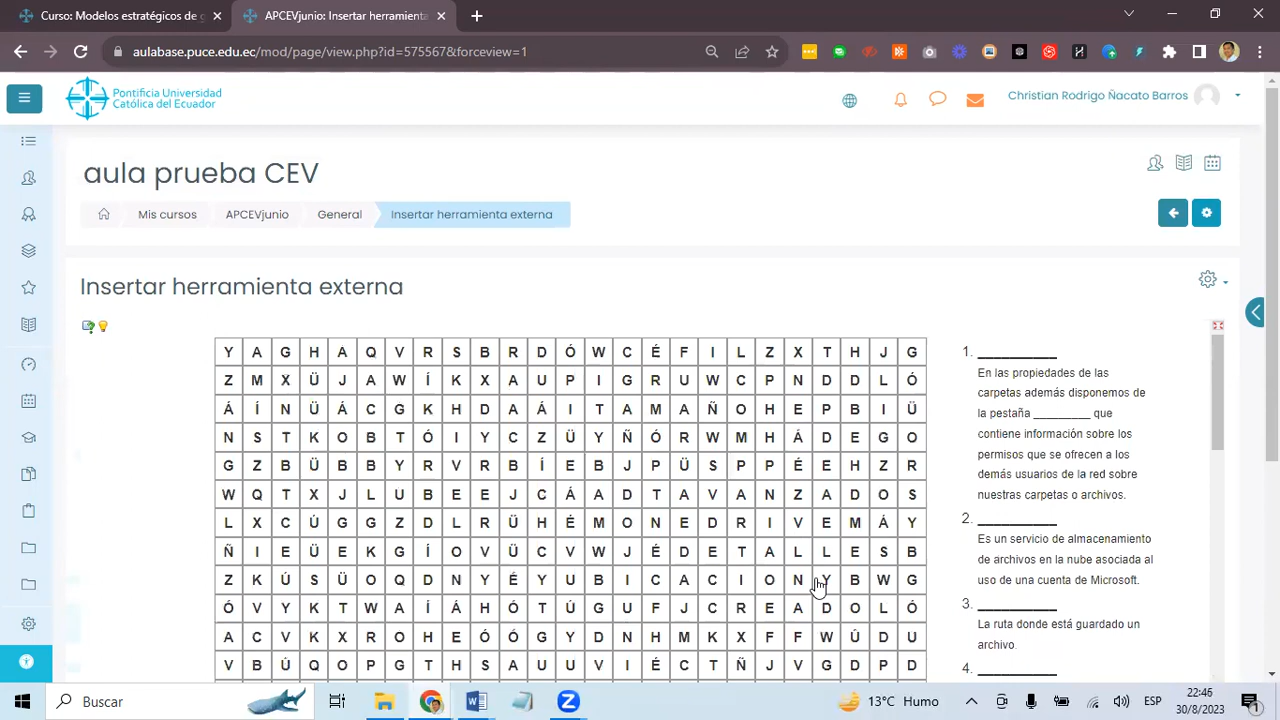 Curso: Modelos estratégicos de g
APCEVjunio: Insertar herramienta
aulabase.puce.edu.ec/mod/page/view.php?id=575567&forceview=1
Pontificia Universidad
Católica del Ecuador
Christian Rodrigo Ñacato Barros
aula prueba CEV
Mis cursos APCEVjunio General Insertar herramienta externa
Insertar herramienta externa
Y A G H A Q V R S B R D Ó W C É F I L Z X T H J G
Z M X Ü J A W Í K X A U P I G R U W C P N D D L Ó
Á Í N Ü Á C G K H D A Á I T A M A Ñ O H E P B I Ü
N S T K O B T Ó I Y C Z Ü Y Ñ Ó R W M H Á D E G O
G Z B Ü B B Y R V R B Í E B J P Ü S P P É E H Z R
W Q T X J L U B E E J C Á A D T A V A N Z A D O S
L X C Ú G G Z D L R Ü H É M O N E D R I V E M Á Y
Ñ I E Ü E K G Í O V Ü C V W J É D E T A L L E S B
Z K Ú S Ü O Q D N Y É Y U B I C A C I O N Y B W G
Ó V Y K T W A Í Á H Ó T Ú G U F J C R E A D O L Ó
A C V K X R O H E Ó Ó G Y D N H M K X F F W Ú D U
V B Ú Q O P G T H S A U U V I É C T Ñ J V G D P D
1. __________
En las propiedades de las
carpetas además disponemos de
la pestaña _________ que
contiene información sobre los
permisos que se ofrecen a los
demás usuarios de la red sobre
nuestras carpetas o archivos.
2. __________
Es un servicio de almacenamiento
de archivos en la nube asociada al
uso de una cuenta de Microsoft.
3. __________
La ruta donde está guardado un
archivo.
4. __________
Buscar
13°C Humo
ESP
22:46
30/8/2023